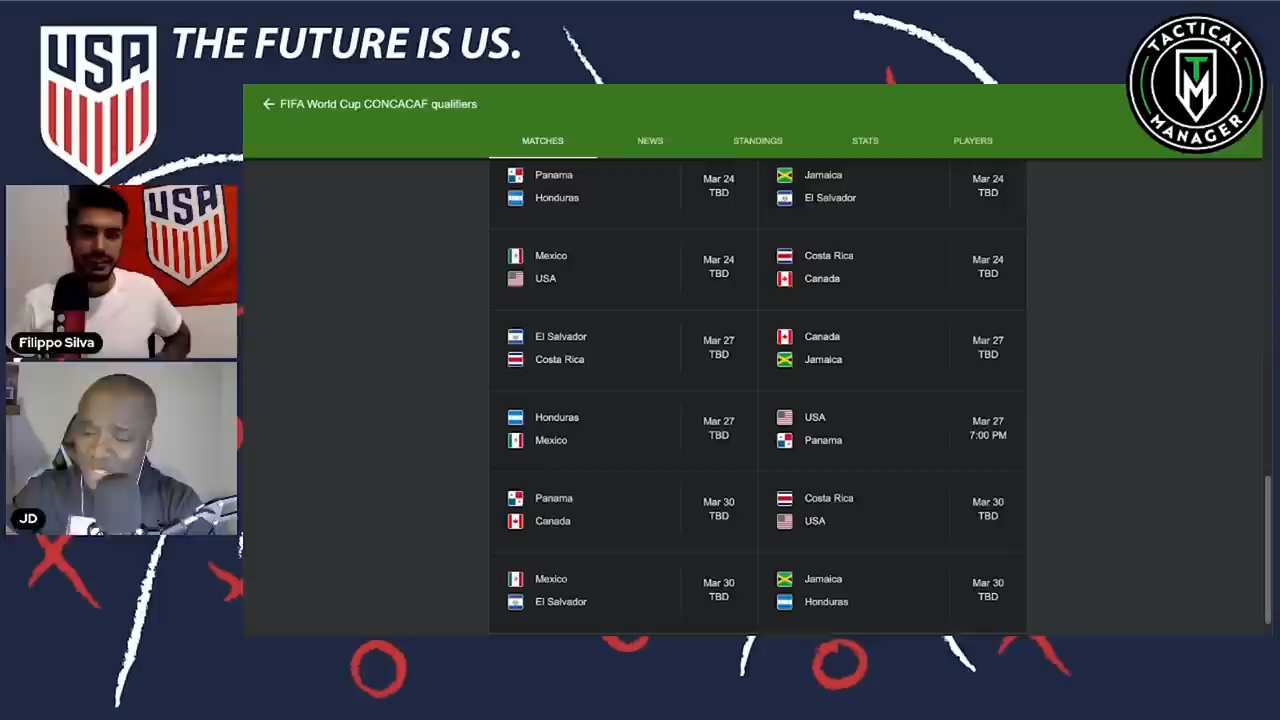 USA
THE FUTURE IS US.
TACTICAL
TM
MANAGER
FIFA World Cup CONCACAF qualifiers
MATCHES
NEWS
STANDINGS
STATS
PLAYERS
Panama
Honduras
Mar 24
TBD
Jamaica
El Salvador
Mar 24
TBD
Mexico
USA
Mar 24
TBD
Costa Rica
Canada
Mar 24
TBD
El Salvador
Costa Rica
Mar 27
TBD
Canada
Jamaica
Mar 27
TBD
Honduras
Mexico
Mar 27
TBD
USA
Panama
Mar 27
7:00 PM
Panama
Canada
Mar 30
TBD
Costa Rica
USA
Mar 30
TBD
Mexico
El Salvador
Mar 30
TBD
Jamaica
Honduras
Mar 30
TBD
USA
Filippo Silva
JD